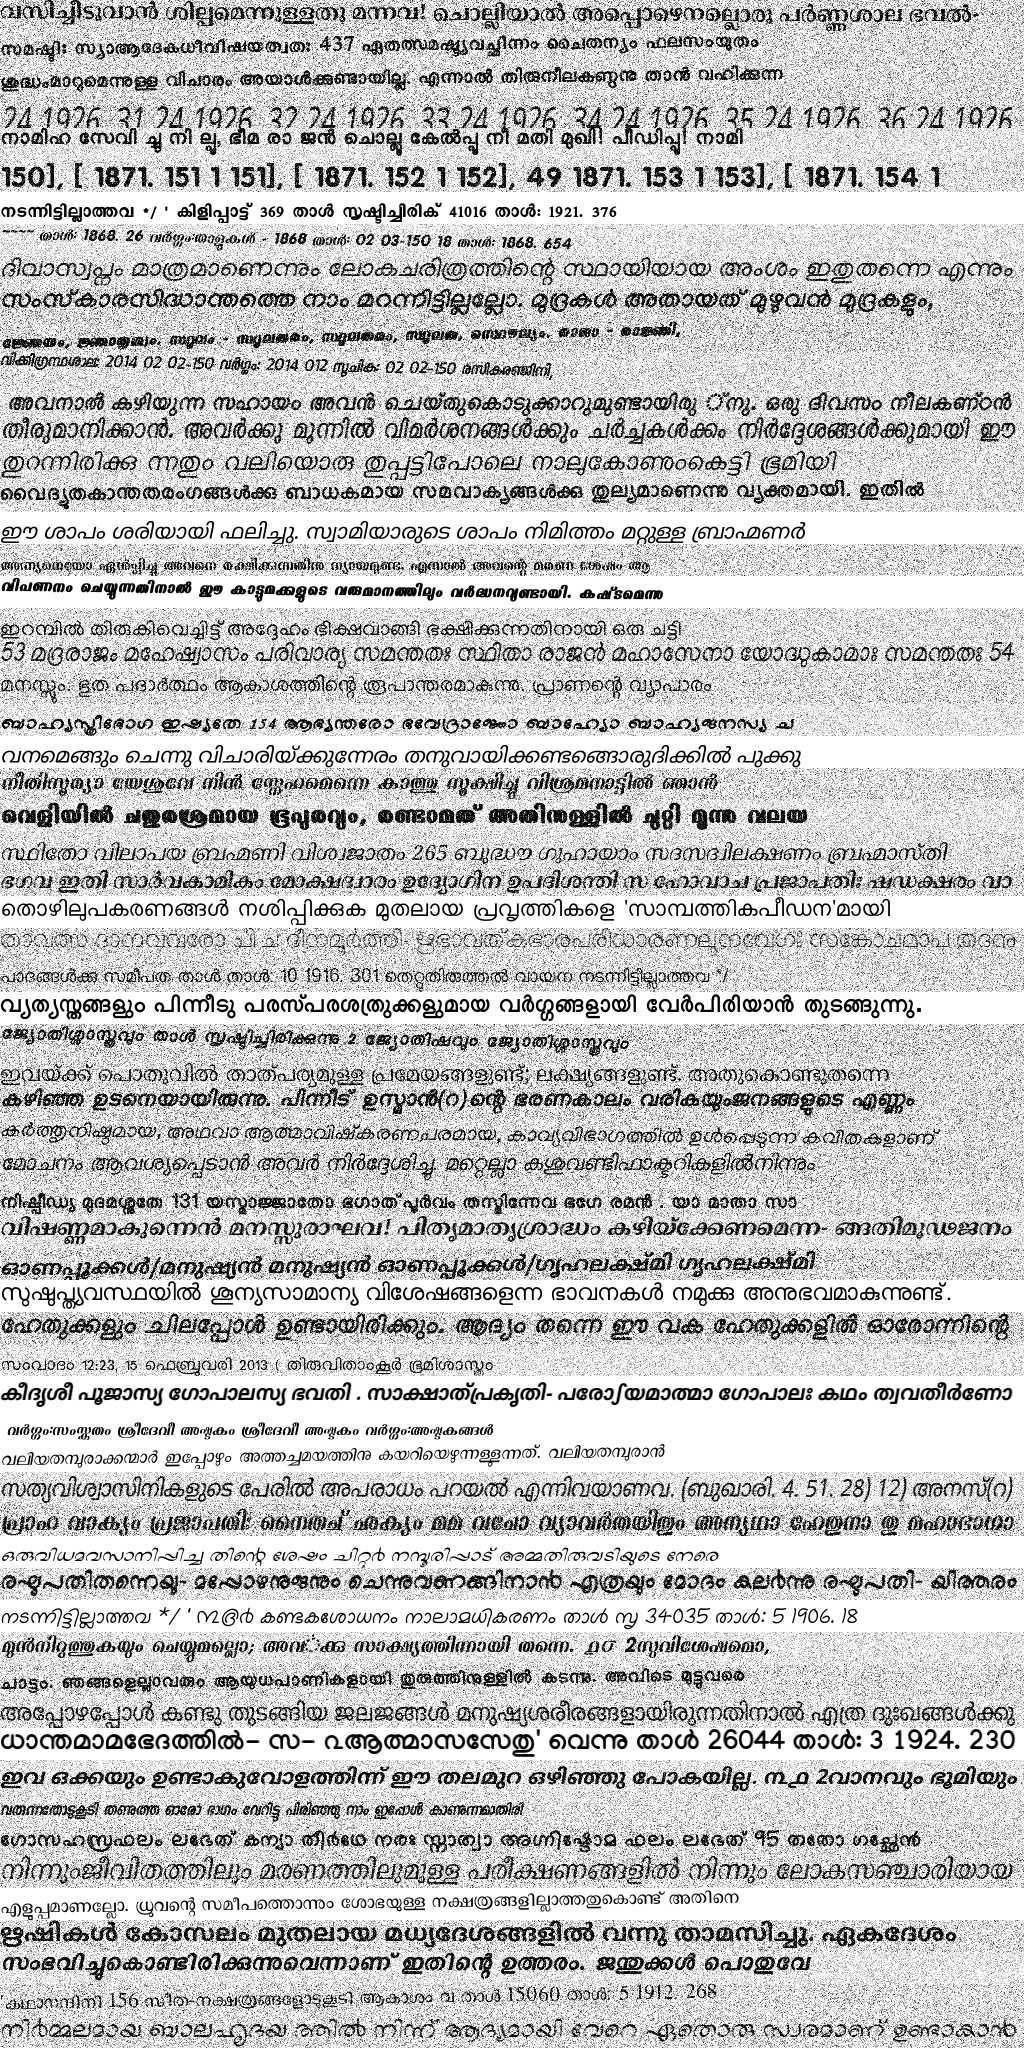 വസിച്ചീടുവാൻ ശില്പമെന്നുള്ളതു മന്നവ! ചൊല്ലിയാൽ അപ്പൊഴെനല്ലൊരു പർണ്ണശാല ഭവൽ-
സമഷ്ടിഃ സ്യാആദേകധീവിഷയത്വതഃ 437 ഏതത്സമഷ്ട്യവച്ഛിന്നം ചൈതന്യം ഫലസംയുതം
ശുദ്ധംമാറുമെന്നുള്ള വിചാരം അയാൾക്കുണ്ടായില്ല. എന്നാൽ തിരുനീലകണ്ഠനു താൻ വഹിക്കുന്ന
24 1926. 31 24 1926. 32 24 1926. 33 24 1926. 34 24 1926. 35 24 1926. 36 24 1926.
നാമിഹ സേവി ച്ചു നി ല്പൂ, ഭീമ രാ ജൻ ചൊല്ലൂ കേൽപ്പൂ നീ മതി മുഖി! പീഡിപ്പൂ! നാമി
150], [ 1871. 151 1 151], [ 1871. 152 1 152], 49 1871. 153 1 153], [ 1871. 154 1
നടന്നിട്ടില്ലാത്തവ */ ' കിളിപ്പാട്ട് 369 താൾ സൃഷ്ടിച്ചിരിക് 41016 താൾ: 1921. 376
~~~~ താൾ: 1868. 26 വർഗ്ഗം:താളുകൾ - 1868 താൾ: 02 03-150 18 താൾ: 1868. 654
ദിവാസ്വപ്നം മാത്രമാണെന്നും ലോകചരിത്രത്തിന്റെ സ്ഥായിയായ അംശം ഇതുതന്നെ എന്നും
സംസ്കാരസിദ്ധാന്തത്തെ നാം മറന്നിട്ടില്ലല്ലോ. മുദ്രകൾ അതായത് മുഴുവൻ മുദ്രകളും,
വിക്കിഗ്രന്ഥശാല: 2014 02 02-150 വർഗ്ഗം: 2014 012 സൂചിക: 02 02-150 രസികരഞ്ജിനി,
അവനാൽ കഴിയുന്ന സഹായം അവൻ ചെയ്തുകൊടുക്കാറുമുണ്ടായിരു ്നു. ഒരു ദിവസം നീലകണ്ഠൻ
തീരുമാനിക്കാൻ. അവർക്കു മുന്നിൽ വിമർശനങ്ങൾക്കും ചർച്ചകൾക്കം നിർദ്ദേശങ്ങൾക്കുമായി ഈ
തുറന്നിരിക്കു ന്നതും വലിയൊരു തുപ്പട്ടിപോലെ നാലുകോണുംകെട്ടി ഭൂമിയി
വൈദ്യുതകാന്തതരംഗങ്ങൾക്കു ബാധകമായ സമവാക്യങ്ങൾക്കു തുല്യമാണെന്നു വ്യക്തമായി. ഇതിൽ
ഈ ശാപം ശരിയായി ഫലിച്ചു. സ്വാമിയാരുടെ ശാപം നിമിത്തം മറ്റുള്ള ബ്രാഹ്മണർ
വിപണനം ചെയ്യുന്നതിനാൽ ഈ കാട്ടുമക്കളുടെ വരുമാനത്തിലും വർദ്ധനവുണ്ടായി. കഷ്ടമെന്നു
ഇറമ്പിൽ തിരുകിവെച്ചിട്ട് അദ്ദേഹം ഭിക്ഷവാങ്ങി ഭക്ഷിക്കുന്നതിനായി ഒരു ചട്ടി
53 മദ്രരാജം മഹേഷ്വാസം പരിവാര്യ സമന്തതഃ സ്ഥിതാ രാജൻ മഹാസേനാ യോദ്ധുകാമാഃ സമന്തതഃ 54
മനസ്സും. ഭൂത പദാർത്ഥം ആകാശത്തിന്റെ രൂപാന്തരമാകുന്നു. പ്രാണന്റെ വ്യാപാരം
ബാഹ്യസ്ത്രീഭോഗ ഇഷ്യതേ 154 ആഭ്യന്തരോ ഭവേദ്രാജ്ഞോ ബാഹ്യോ ബാഹ്യജനസ്യ ച
വനമെങ്ങും ചെന്നു വിചാരിയ്ക്കുന്നേരം തനുവായിക്കണ്ടങ്ങൊരുദിക്കിൽ പുക്കു
നീതിസൂര്യാ യേശുവേ നിൻ സ്നേഹമെന്നെ കാത്തു സൂക്ഷിച്ചു വിശ്രമനാട്ടിൽ ഞാൻ
വെളിയിൽ ചതുരശ്രമായ ഭൂപുരവും, രണ്ടാമത് അതിനുള്ളിൽ ചുറ്റി മൂന്നു വലയ
സ്ഥിതോ വിലാപയ ബ്രഹ്മണി വിശ്വജാതം 265 ബുദ്ധൗ ഗുഹായാം സദസദ്വിലക്ഷണം ബ്രഹ്മാസ്തി
ഭഗവ ഇതി സാർവകാമികം മോക്ഷദ്വാരം ഉദ്യോഗിന ഉപദിശന്തി സ ഹോവാച പ്രജാപതിഃ ഷഡക്ഷരം വാ
തൊഴിലുപകരണങ്ങൾ നശിപ്പിക്കുക മുതലായ പ്രവൃത്തികളെ 'സാമ്പത്തികപീഡന'മായി
പാദങ്ങൾക്കു സമീപത താൾ താൾ: 10 1916. 301 തെറ്റുതിരുത്തൽ വായന നടന്നിട്ടില്ലാത്തവ */
വ്യത്യസ്തങ്ങളും പിന്നീടു പരസ്പരശത്രുക്കളുമായ വർഗ്ഗങ്ങളായി വേർപിരിയാൻ തുടങ്ങുന്നു.
ജ്യോതിശ്ശാസ്ത്രവും താൾ സൃഷ്ടിച്ചിരിക്കുന്നു 2 ജ്യോതിഷവും ജ്യോതിശ്ശാസ്ത്രവും
ഇവയ്ക്ക് പൊതുവിൽ താത്പര്യമുള്ള പ്രമേയങ്ങളുണ്ട്; ലക്ഷ്യങ്ങളുണ്ട്. അതുകൊണ്ടുതന്നെ
കഴിഞ്ഞ ഉടനെയായിരുന്നു. പിന്നീട് ഉസ്മാൻ(റ)ന്റെ ഭരണകാലം വരികയുംജനങ്ങളുടെ എണ്ണം
കർത്തൃനിഷ്ഠമായ, അഥവാ ആത്മാവിഷ്കരണപരമായ, കാവ്യവിഭാഗത്തിൽ ഉൾപ്പെടുന്ന കവിതകളാണ്
മോചനം ആവശ്യപ്പെടാൻ അവർ നിർദ്ദേശിച്ചു. മറ്റെല്ലാ കശുവണ്ടിഫാക്ടറികളിൽനിന്നും
നിഷ്പീഡ്യ മുദമശ്നുതേ 131 യസ്മാജ്ജാതോ ഭഗാത്പൂർവം തസ്മിന്നേവ ഭഗേ രമൻ . യാ മാതാ സാ
വിഷണ്ണമാകുന്നെൻ മനസ്സുരാഘവ! പിതൃമാതൃശ്രാദ്ധം കഴിയ്ക്കേണമെന്ന- ങ്ങതിമൂഢജനം
ഓണപ്പൂക്കൾ/മനുഷ്യൻ മനുഷ്യൻ ഓണപ്പൂക്കൾ/ഗൃഹലക്ഷ്മി ഗൃഹലക്ഷ്മി
സുഷുപ്ത്യവസ്ഥയിൽ ശൂന്യസാമാന്യ വിശേഷങ്ങളെന്ന ഭാവനകൾ നമുക്കു അനുഭവമാകുന്നുണ്ട്.
ഹേതുക്കളും ചിലപ്പോൾ ഉണ്ടായിരിക്കും. ആദ്യം തന്നെ ഈ വക ഹേതുക്കളിൽ ഓരോന്നിന്റെ
സംവാദം 12:23, 15 ഫെബ്രുവരി 2013 ( തിരുവിതാംകൂർ ഭൂമിശാസ്ത്രം
കീദൃശീ പൂജാസ്യ ഗോപാലസ്യ ഭവതി . സാക്ഷാത്പ്രകൃതി- പരോഽയമാത്മാ ഗോപാലഃ കഥം ത്വവതീർണോ
വർഗ്ഗം:സംസ്കൃതം ശ്രീദേവീ അഷ്ടകം ശ്രീദേവീ അഷ്ടകം വർഗ്ഗം:അഷ്ടകങ്ങൾ
വലിയതമ്പുരാക്കന്മാർ ഇപ്പോഴും അത്തച്ചമയത്തിനു കയറിയെഴുന്നള്ളുന്നത്. വലിയതമ്പുരാൻ
സത്യവിശ്വാസിനികളുടെ പേരിൽ അപരാധം പറയൽ എന്നിവയാണവ. (ബുഖാരി. 4. 51. 28) 12) അനസ്(റ)
പ്രാഹ വാക്യം പ്രജാപതിഃ നൈതച് ഛക്യം മമ വചോ വ്യാവർതയിതും അന്യഥാ ഹേതുനാ തു മഹാഭാഗാ
ഒരുവിധമവസാനിപ്പിച്ച തിന്റെ ശേഷം ചിറ്റൂർ നമ്പൂരിപ്പാട് അമ്മതിരുവടിയുടെ നേരെ
രഘുപതിതന്നെയും- മപ്പോഴനുജനും ചെന്നുവണങ്ങിനാൻ എത്രയും മോദം കലർന്നു രഘുപതി- യിത്തരം
നടന്നിട്ടില്ലാത്തവ */ ' ൻ൫൪ കണ്ടകശോധനം നാലാമധികരണം താൾ സൃ 34-035 താൾ: 5 1906. 18
മുൻനിറുത്തുകയും ചെയ്യുമല്ലൊ; അവ ്ക്കു സാക്ഷ്യത്തിന്നായി തന്നെ. ൧൫ 2സുവിശേഷമൊ,
ചാട്ടം. ഞങ്ങളെല്ലാവരും ആയുധപാണികളായി തുരുത്തിനുള്ളിൽ കടന്നു. അവിടെ മുട്ടുവരെ
അപ്പോഴപ്പോൾ കണ്ടു തുടങ്ങിയ ജലജങ്ങൾ മനുഷ്യശരീരങ്ങളായിരുന്നതിനാൽ എത്ര ദുഃഖങ്ങൾക്കു
ധാന്തമാമഭേദത്തിൽ– സ– റആത്മാസസേതു' വെന്നു താൾ 26044 താൾ: 3 1924. 230
ഇവ ഒക്കയും ഉണ്ടാകുവോളത്തിന്ന് ഈ തലമുറ ഒഴിഞ്ഞു പോകയില്ല. ൩൧ 2വാനവും ഭൂമിയും
വരുന്നതോടുകൂടി തണുത്ത ഓരോ ഭാഗം വേറിട്ടു പിരിഞ്ഞു നാം ഇപ്പോൾ കാണുന്നമാതിരി
ഗോസഹസ്രഫലം ലഭേത് കന്യാ തീർഥേ നരഃ സ്നാത്വാ അഗ്നിഷ്ടോമ ഫലം ലഭേത് 95 തതോ ഗച്ഛേൻ
നിന്നുംജീവിതത്തിലും മരണത്തിലുമുള്ള പരീക്ഷണങ്ങളിൽ നിന്നും ലോകസഞ്ചാരിയായ
എളുപ്പമാണല്ലോ. ധ്രുവന്റെ സമീപത്തൊന്നും ശോഭയുള്ള നക്ഷത്രങ്ങളില്ലാത്തതുകൊണ്ട് അതിനെ
ഋഷികൾ കോസലം മുതലായ മധ്യദേശങ്ങളിൽ വന്നു താമസിച്ചു. ഏകദേശം
സംഭവിച്ചുകൊണ്ടിരിക്കുന്നുവെന്നാണ് ഇതിന്റെ ഉത്തരം. ജന്തുക്കൾ പൊതുവേ
'കഥാനന്ദിനി 156 സീത-നക്ഷത്രങ്ങളോടുകൂടി ആകാശം വ താൾ 15060 താൾ: 5 1912. 268
നിർമ്മലമായ ബാലഹൃദയ ത്തിൽ നിന്ന് ആദ്യമായി വേറെ ഏതൊരു സ്വരമാണ് ഉണ്ടാകാൻ